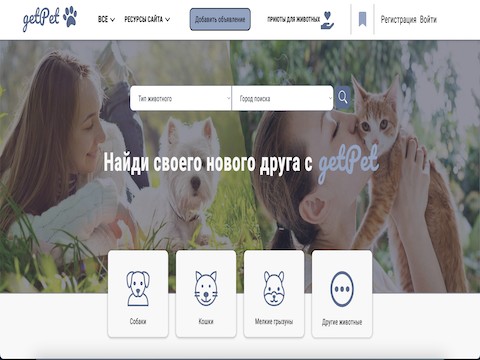 getPet
ВСЕ РЕСУРСЫ САЙТА Добавить объявление ПРИЮТЫ ДЛЯ ЖИВОТНЫХ Регистрация Войти
Тип животного Город поиска
Найди своего нового друга с getPet
Собаки Кошки Мелкие грызуны Другие животные